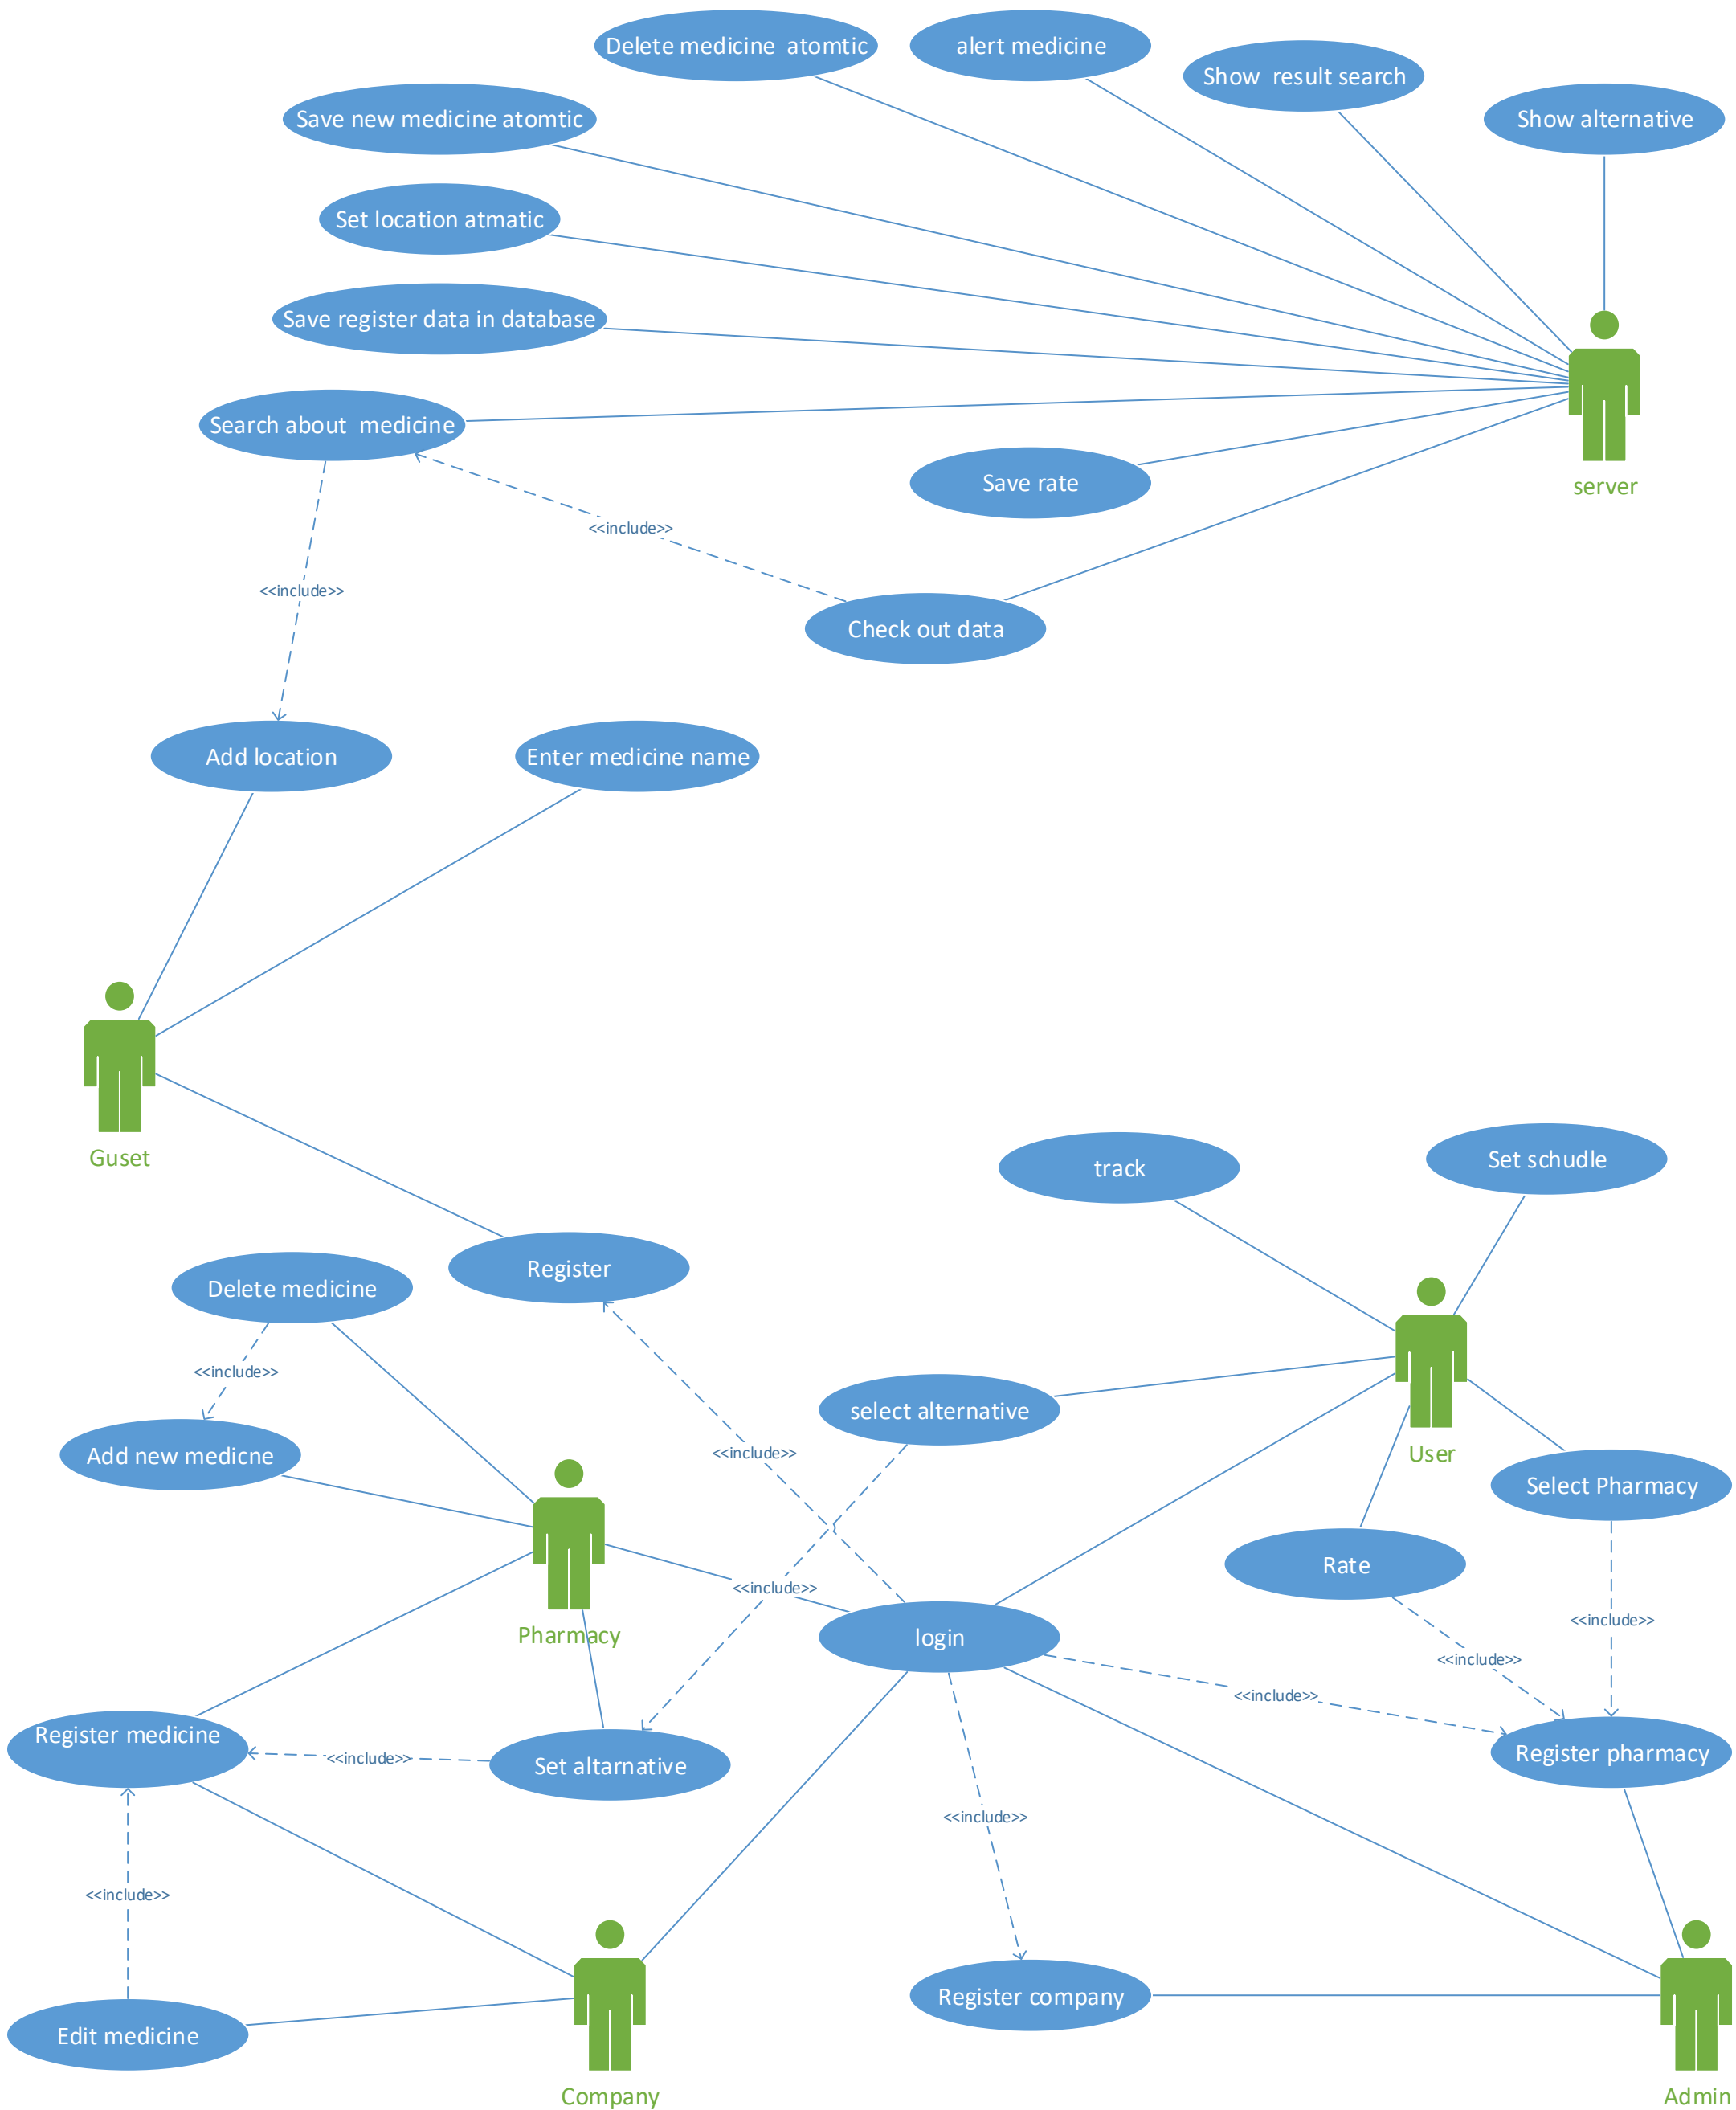 Delete medicine  atomtic
alert medicine
Show  result search
Show alternative
Save new medicine atomtic
Set location atmatic
Save register data in database
Search about  medicine
Save rate
server
<<include>>
<<include>>
Check out data
Add location
Enter medicine name
Guset
track
Set schudle
Register
Delete medicine
<<include>>
select alternative
<<include>>
User
Add new medicne
Select Pharmacy
Rate
<<include>>
<<include>>
Pharmacy
login
<<include>>
<<include>>
Register medicine
<<include>>
Set altarnative
Register pharmacy
<<include>>
<<include>>
Register company
Edit medicine
Company
Admin